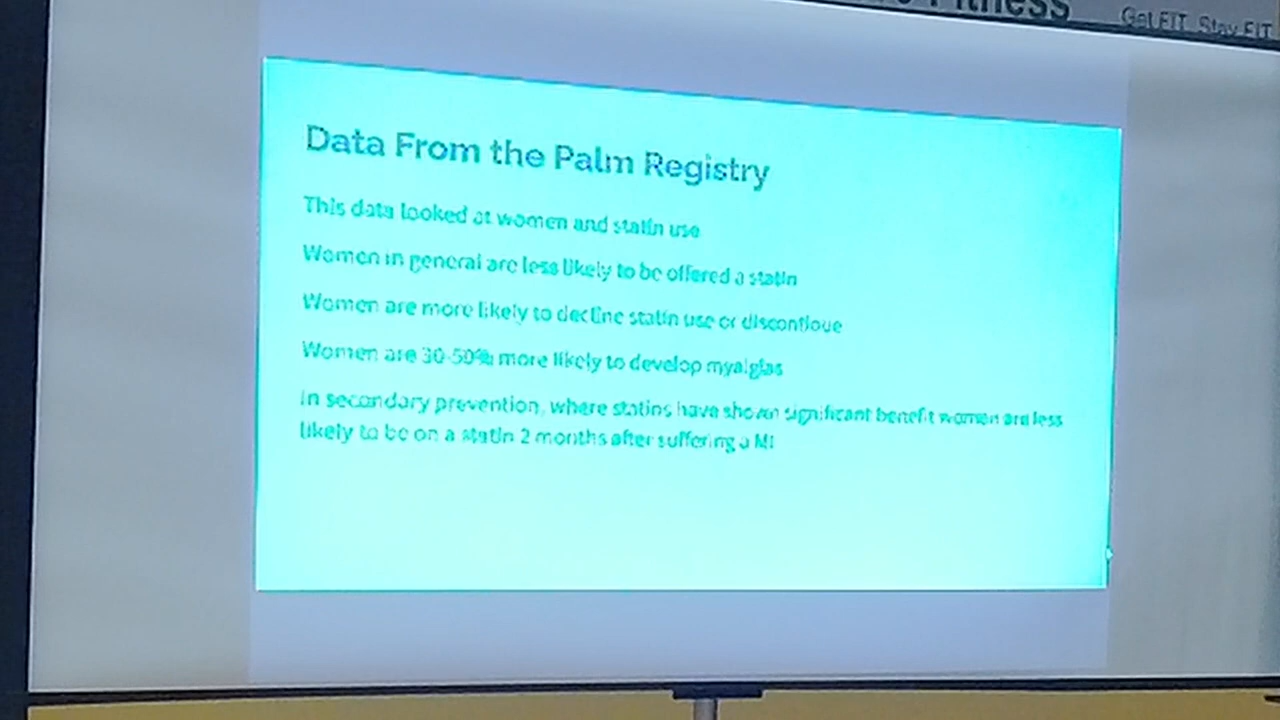 Fitness
Get FIT. Stay FIT
Data From the Palm Registry
This data looked at women and statin use
Women in general are less likely to be offered a statin
Women are more likely to decline statin use or discontinue
Women are 30-50% more likely to develop myalgias
In secondary prevention, where statins have shown significant benefit women are less
likely to be on a statin 2 months after suffering a MI